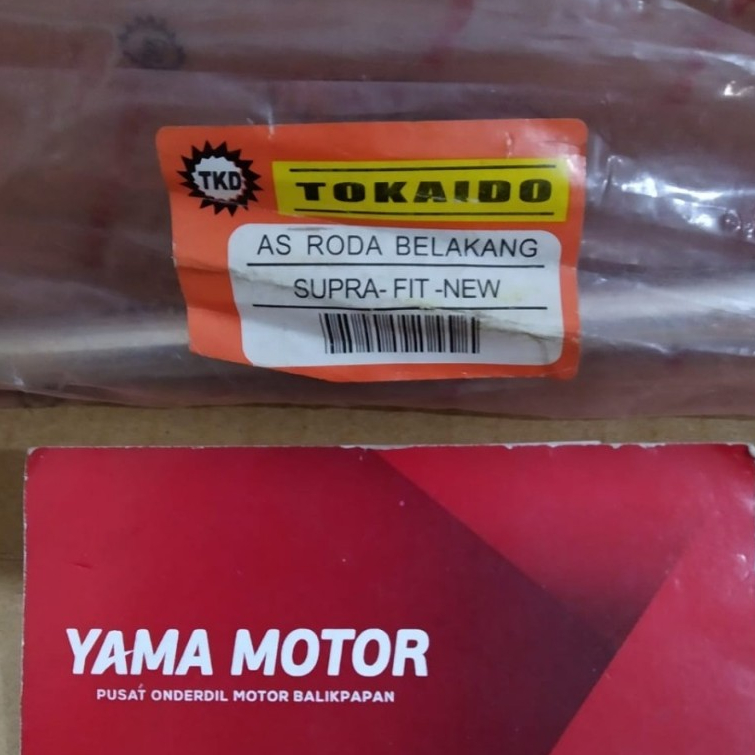 TKD
TOKAIDO
AS RODA BELAKANG
SUPRA- FIT -NEW
YAMA MOTOR
PUSAT ONDERDIL MOTOR BALIKPAPAN